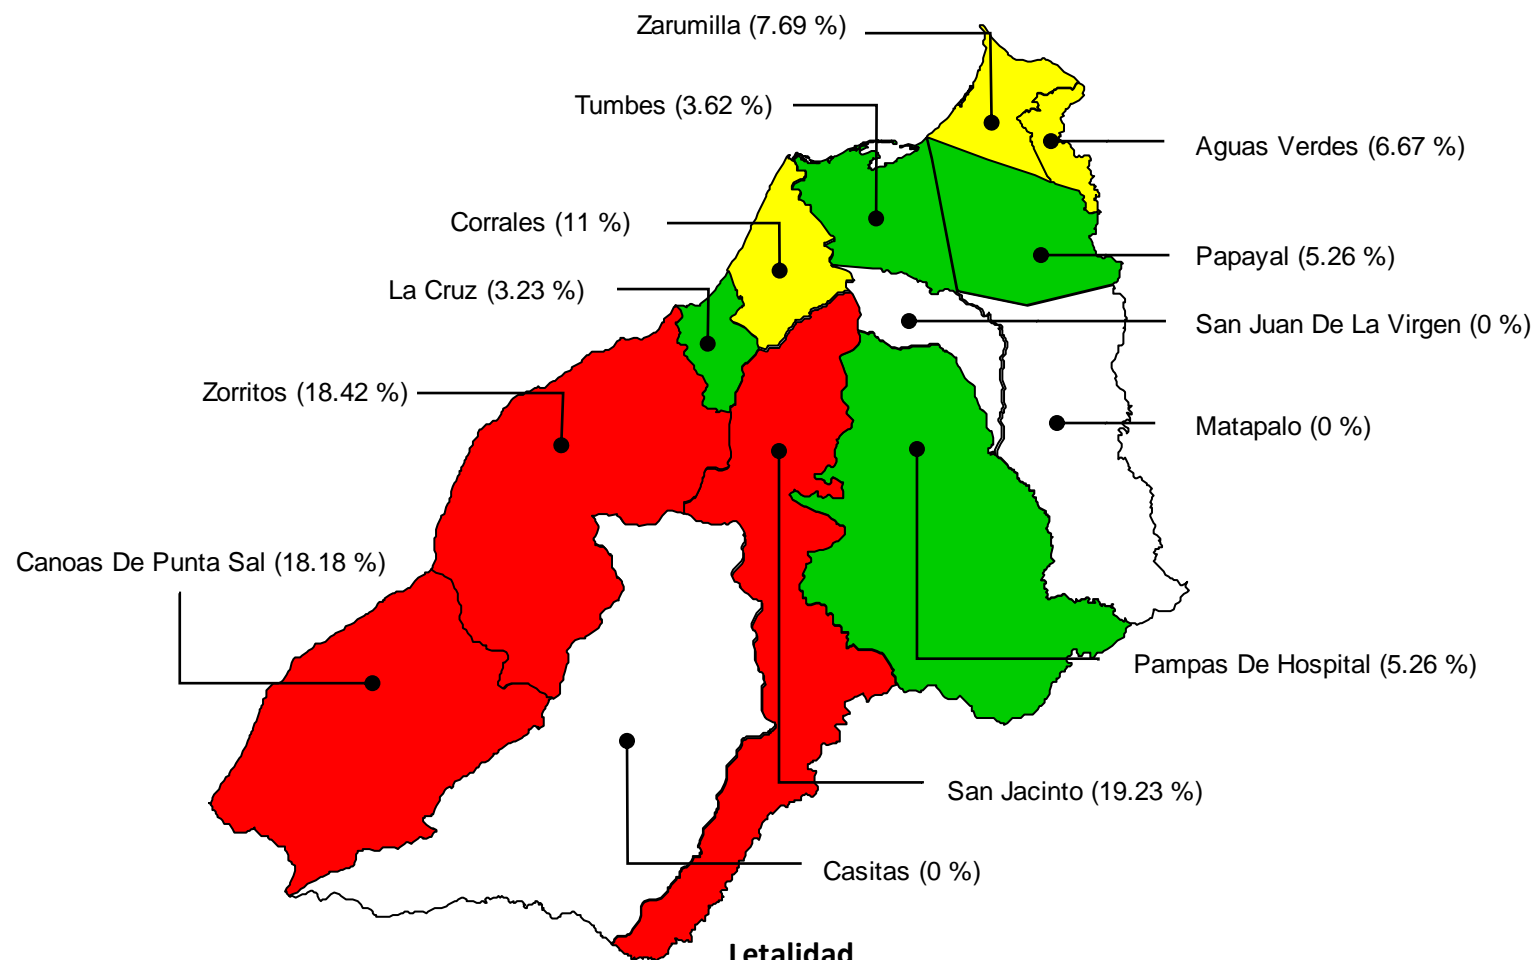 Zarumilla (7.69 %)
Tumbes (3.62 %)
Aguas Verdes (6.67 %)
Corrales (11 %)
Papayal (5.26 %)
La Cruz (3.23 %)
San Juan De La Virgen (0 %)
Zorritos (18.42 %)
Matapalo (0 %)
Canoas De Punta Sal (18.18 %)
Pampas De Hospital (5.26 %)
San Jacinto (19.23 %)
Casitas (0 %)
Letalidad